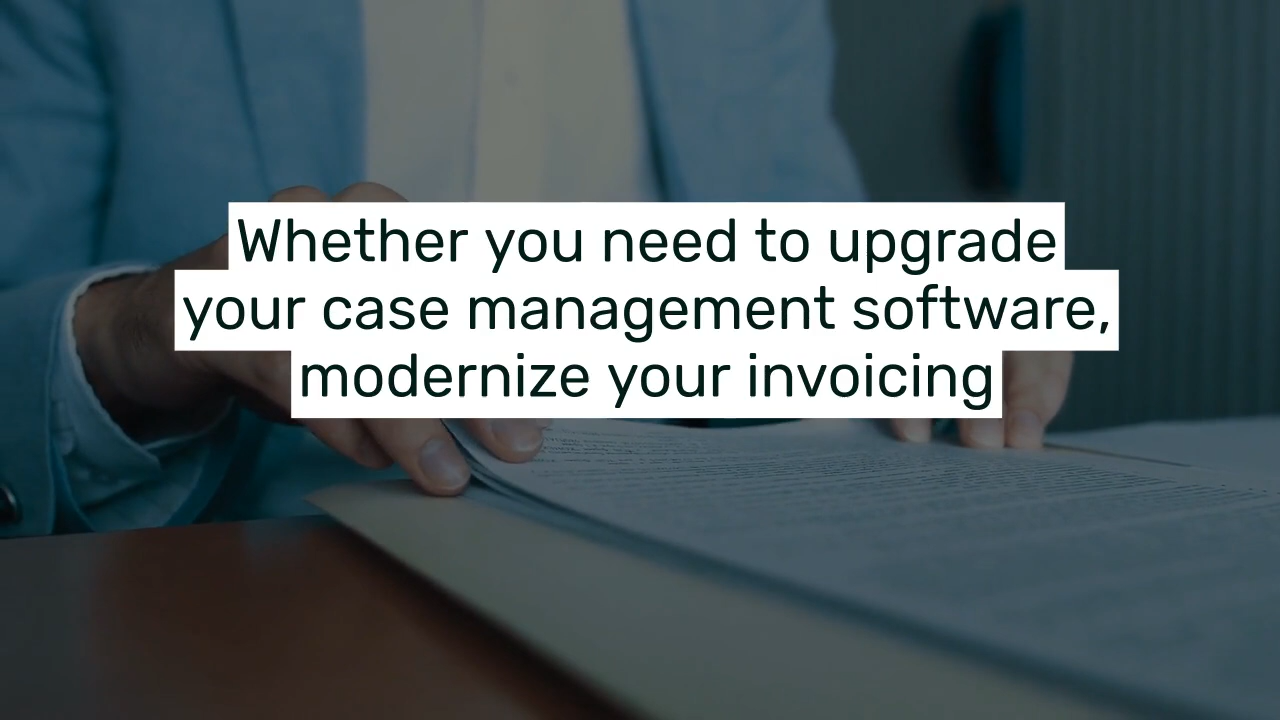 Whether you need to upgrade
your case management software,
modernize your invoicing